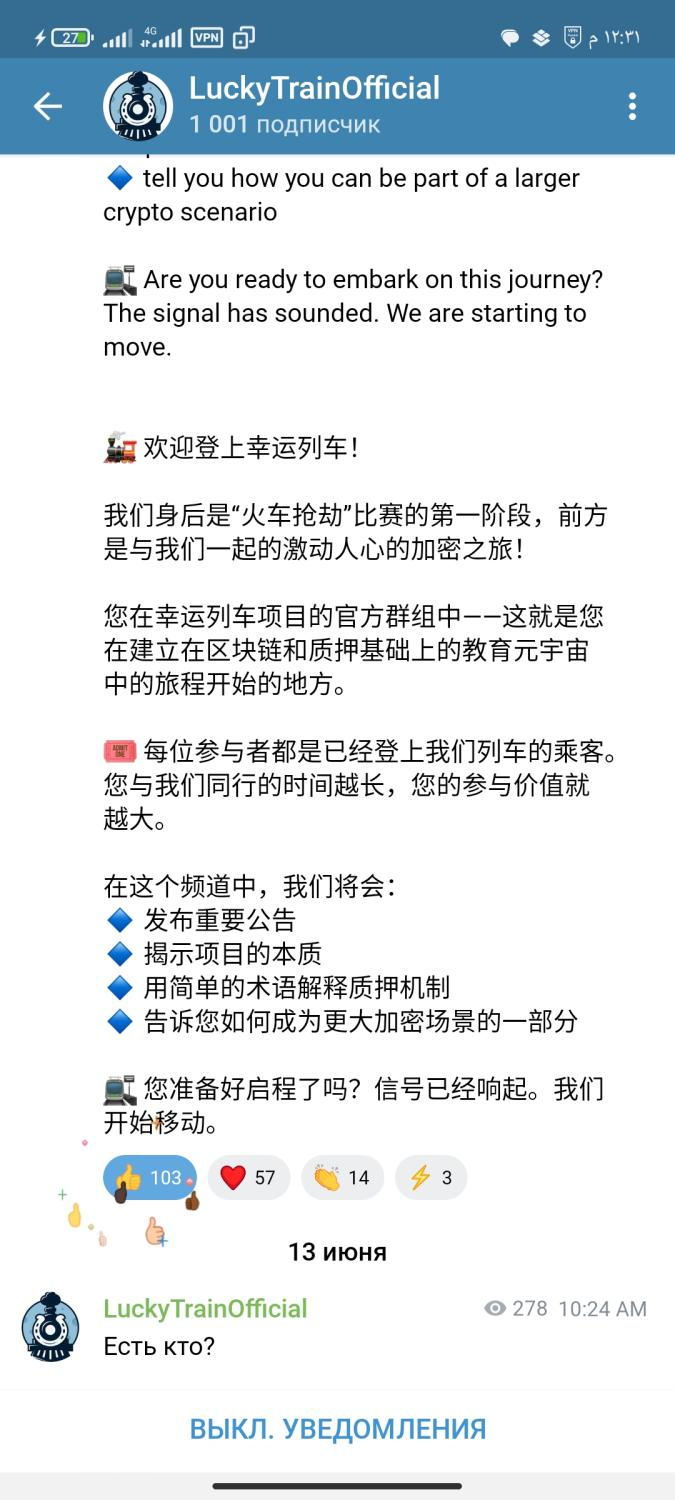 27
4G
VPN
م ١٢:٣١
LuckyTrainOfficial
1 001 подписчик
🔷 tell you how you can be part of a larger
crypto scenario
Are you ready to embark on this journey?
The signal has sounded. We are starting to
move.
🚂 欢迎登上幸运列车！
我们身后是“火车抢劫”比赛的第一阶段，前方
是与我们一起的激动人心的加密之旅！
您在幸运列车项目的官方群组中——这就是您
在建立在区块链和质押基础上的教育元宇宙
中的旅程开始的地方。
🎟 每位参与者都是已经登上我们列车的乘客。
您与我们同行的时间越长，您的参与价值就
越大。
在这个频道中，我们将会：
🔷 发布重要公告
🔷 揭示项目的本质
🔷 用简单的术语解释质押机制
🔷 告诉您如何成为更大加密场景的一部分
您准备好启程了吗？信号已经响起。我们
开始移动。
👍 103 ❤️ 57 👏 14 ⚡ 3
13 июня
LuckyTrainOfficial 278 10:24 AM
Есть кто?
ВЫКЛ. УВЕДОМЛЕНИЯ